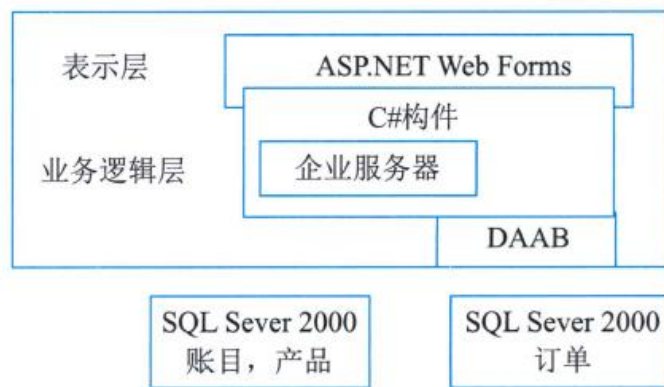 表示层
ASP.NET Web Forms
C#构件
业务逻辑层
企业服务器
DAAB
SQL Sever 2000
账目，产品
SQL Sever 2000
订单